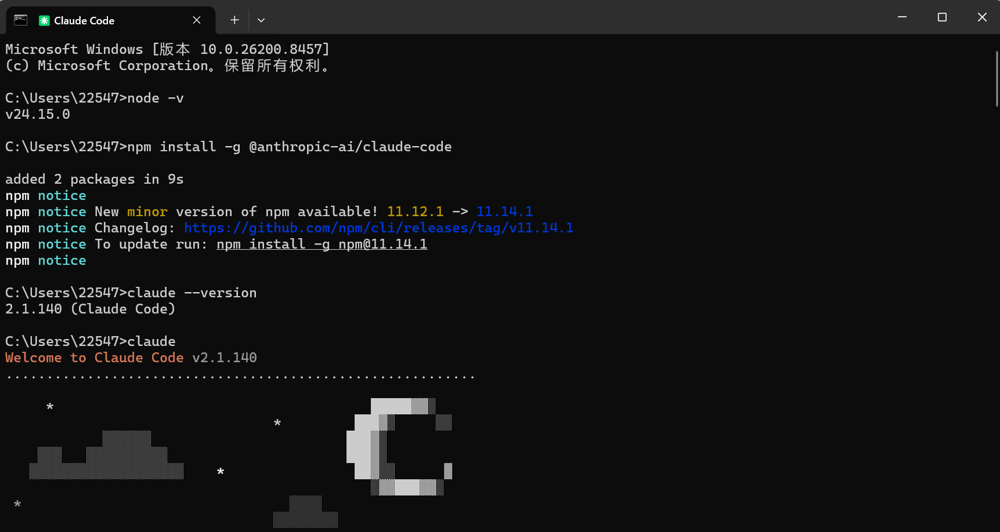 Claude Code
Microsoft Windows [版本 10.0.26200.8457]
(c) Microsoft Corporation。保留所有权利。
C:\Users\22547>node -v
v24.15.0
C:\Users\22547>npm install -g @anthropic-ai/claude-code
added 2 packages in 9s
npm notice
npm notice New minor version of npm available! 11.12.1 -> 11.14.1
npm notice Changelog: https://github.com/npm/cli/releases/tag/v11.14.1
npm notice To update run: npm install -g npm@11.14.1
npm notice
C:\Users\22547>claude --version
2.1.140 (Claude Code)
C:\Users\22547>claude
Welcome to Claude Code v2.1.140